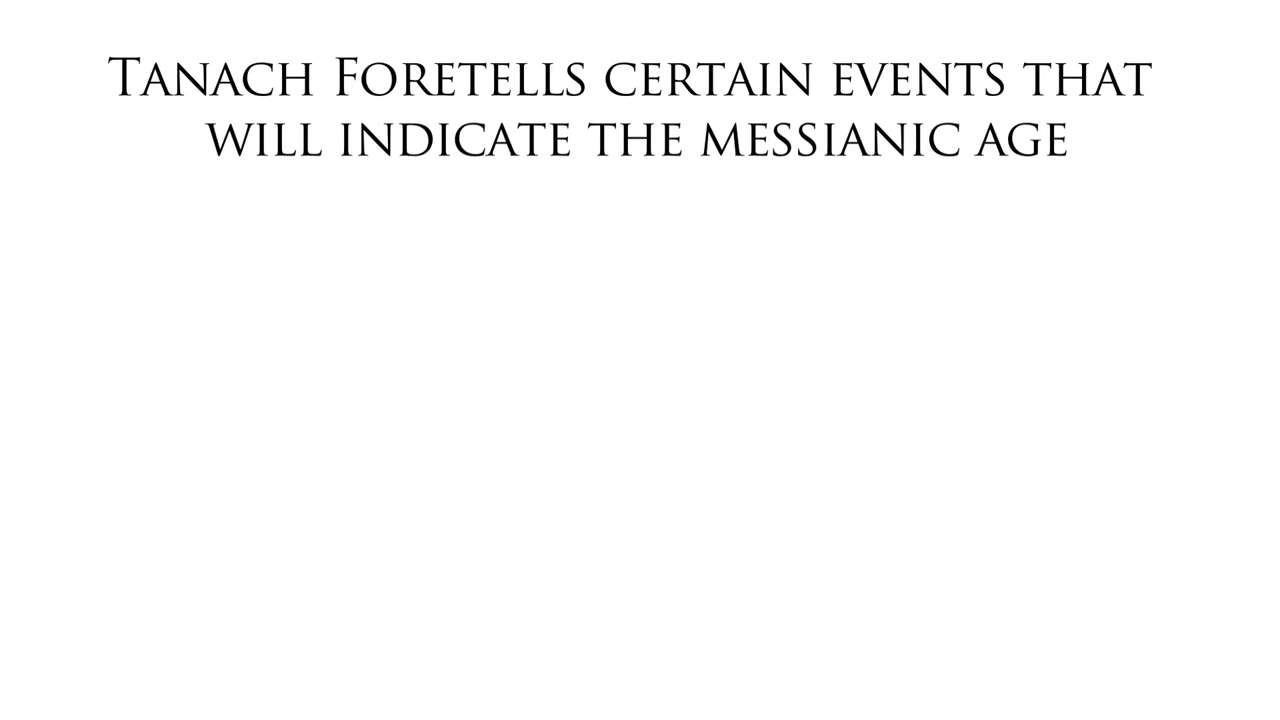 Tanach Foretells certain events that
will indicate the messianic age